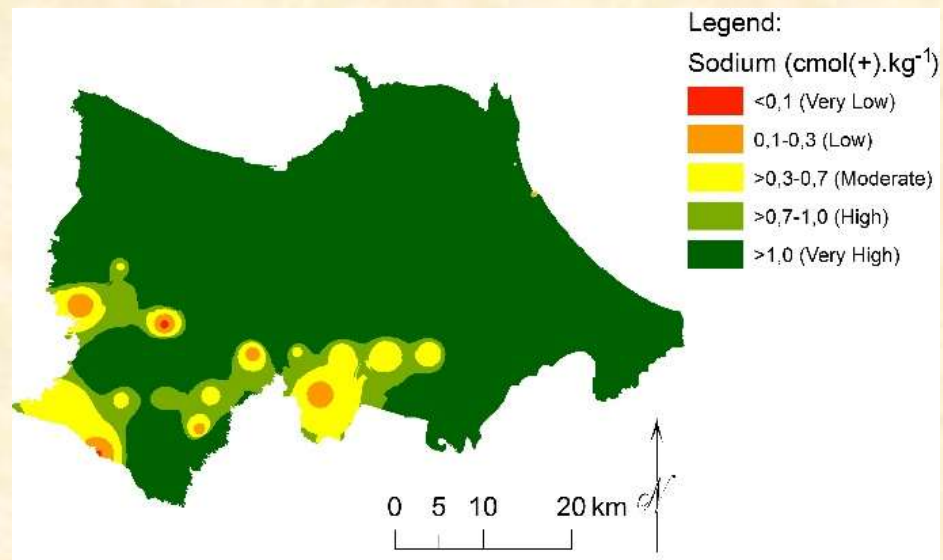 Legend:
Sodium (cmol(+).kg⁻¹)
<0,1 (Very Low)
0,1-0,3 (Low)
>0,3-0,7 (Moderate)
>0,7-1,0 (High)
>1,0 (Very High)
0 5 10 20 km
N